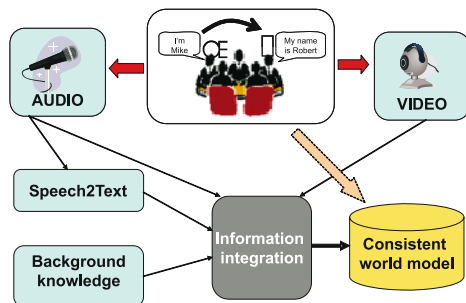 I'm
Mike
My name
is Robert
AUDIO
VIDEO
Speech2Text
Information
integration
Consistent
world model
Background
knowledge